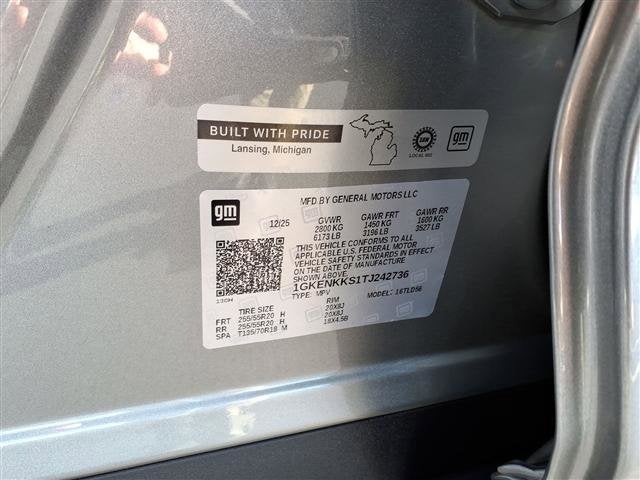 BUILT WITH PRIDE
Lansing, Michigan
LOCAL 602
gm
gm
MFD BY GENERAL MOTORS LLC
12/25 GVWR GAWR FRT GAWR RR
2800 KG 1450 KG 1600 KG
6173 LB 3196 LB 3527 LB
THIS VEHICLE CONFORMS TO ALL
APPLICABLE U.S. FEDERAL MOTOR
VEHICLE SAFETY STANDARDS IN EFFECT
ON THE DATE OF MANUFACTURE
SHOWN ABOVE.
1GKENKKS1TJ242736
TYPE: MPV MODEL: 16TLD56
TIRE SIZE RIM
FRT 255/55R20 H 20X8J
RR 255/55R20 H 20X8J
SPA T135/70R18 M 18X4.5B